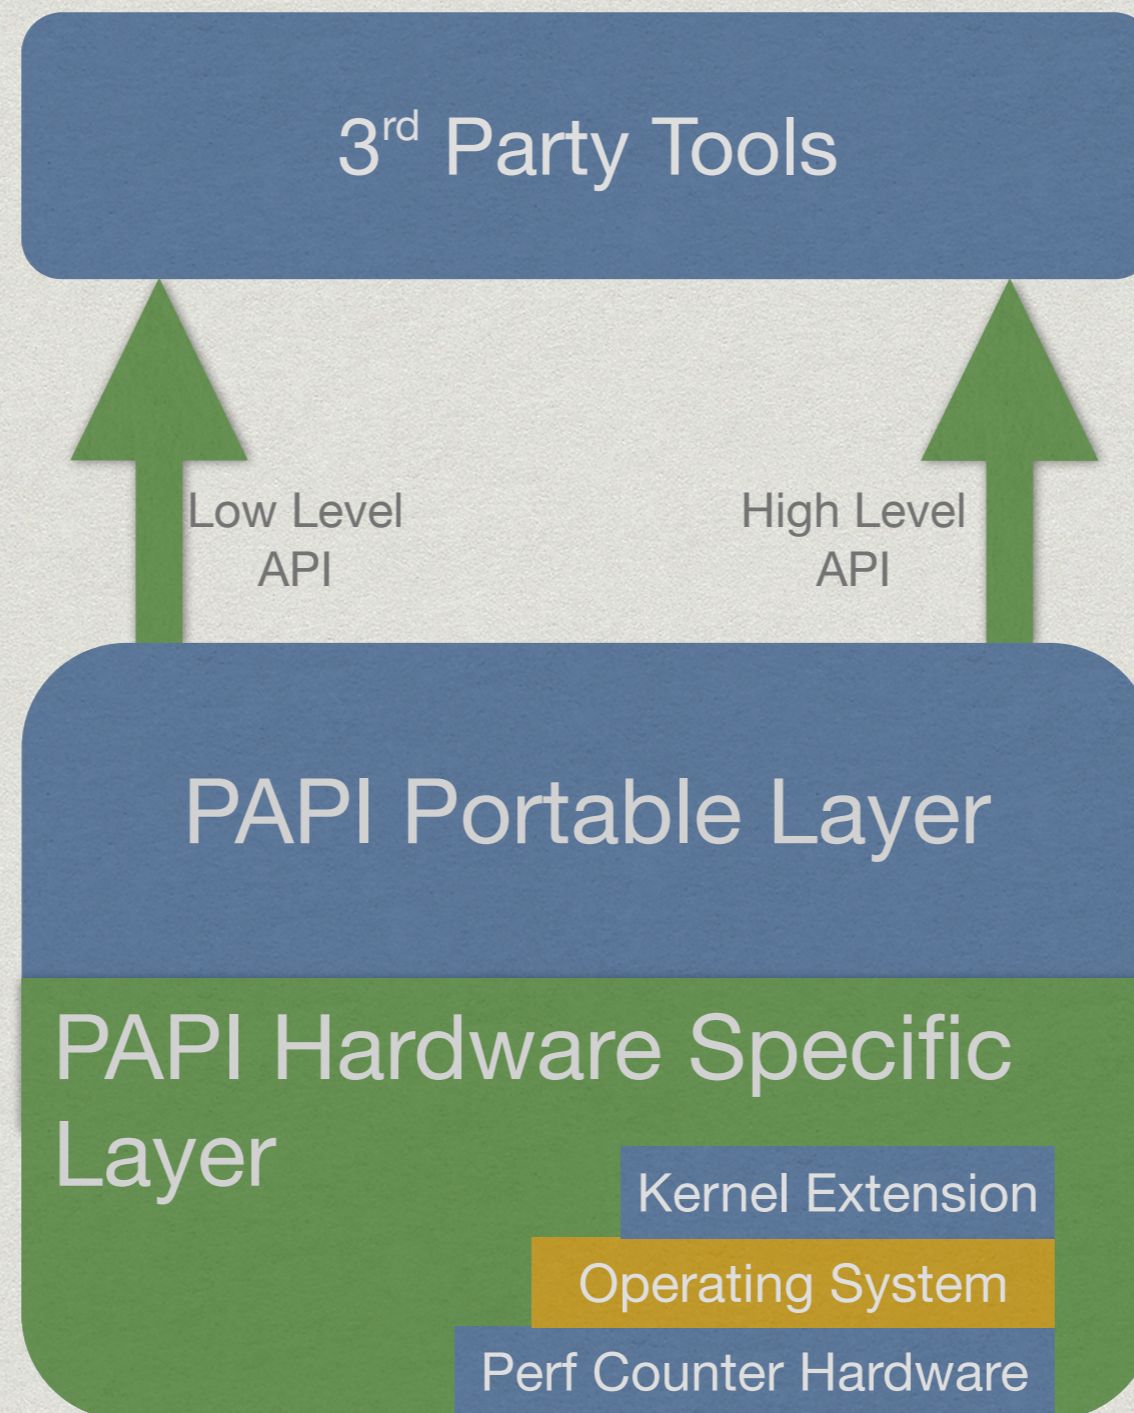 3rd Party Tools
Low Level
API
High Level
API
PAPI Portable Layer
PAPI Hardware Specific
Layer
Kernel Extension
Operating System
Perf Counter Hardware